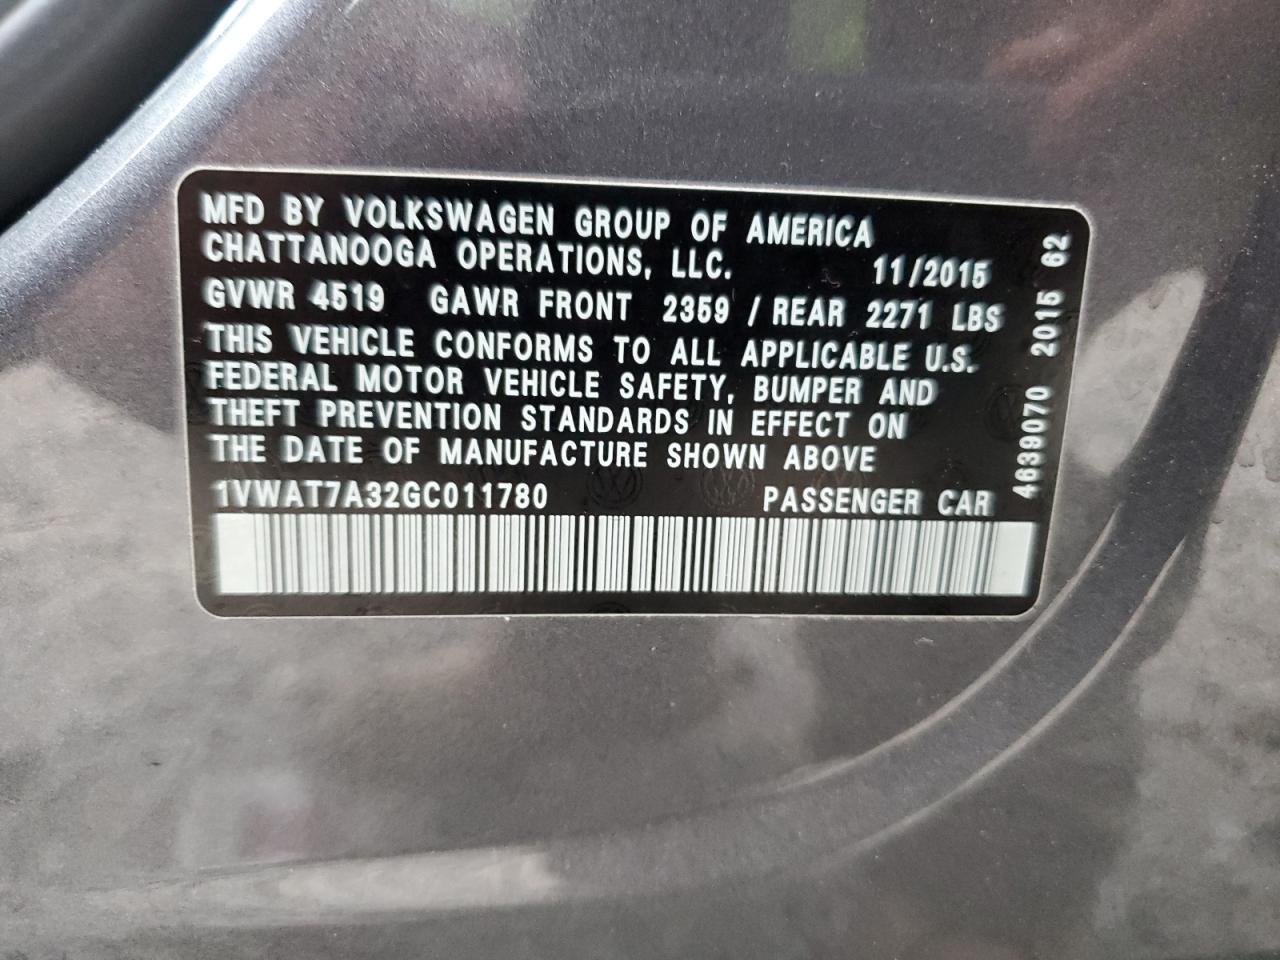 MFD BY VOLKSWAGEN GROUP OF AMERICA
CHATTANOOGA OPERATIONS, LLC. 11/2015
GVWR 4519 GAWR FRONT 2359 / REAR 2271 LBS
THIS VEHICLE CONFORMS TO ALL APPLICABLE U.S.
FEDERAL MOTOR VEHICLE SAFETY, BUMPER AND
THEFT PREVENTION STANDARDS IN EFFECT ON
THE DATE OF MANUFACTURE SHOWN ABOVE
1VWAT7A32GC011780 PASSENGER CAR
4639070 2015 62